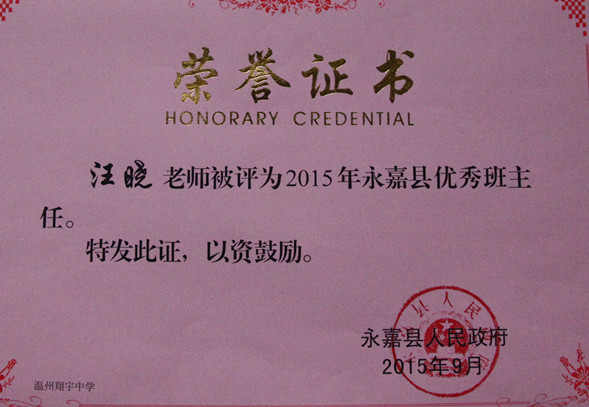 荣誉证书
HONORARY CREDENTIAL
汪晓老师被评为2015年永嘉县优秀班主
任。
特发此证，以资鼓励。
永嘉县人民政府
2015年9月
温州翔宇中学